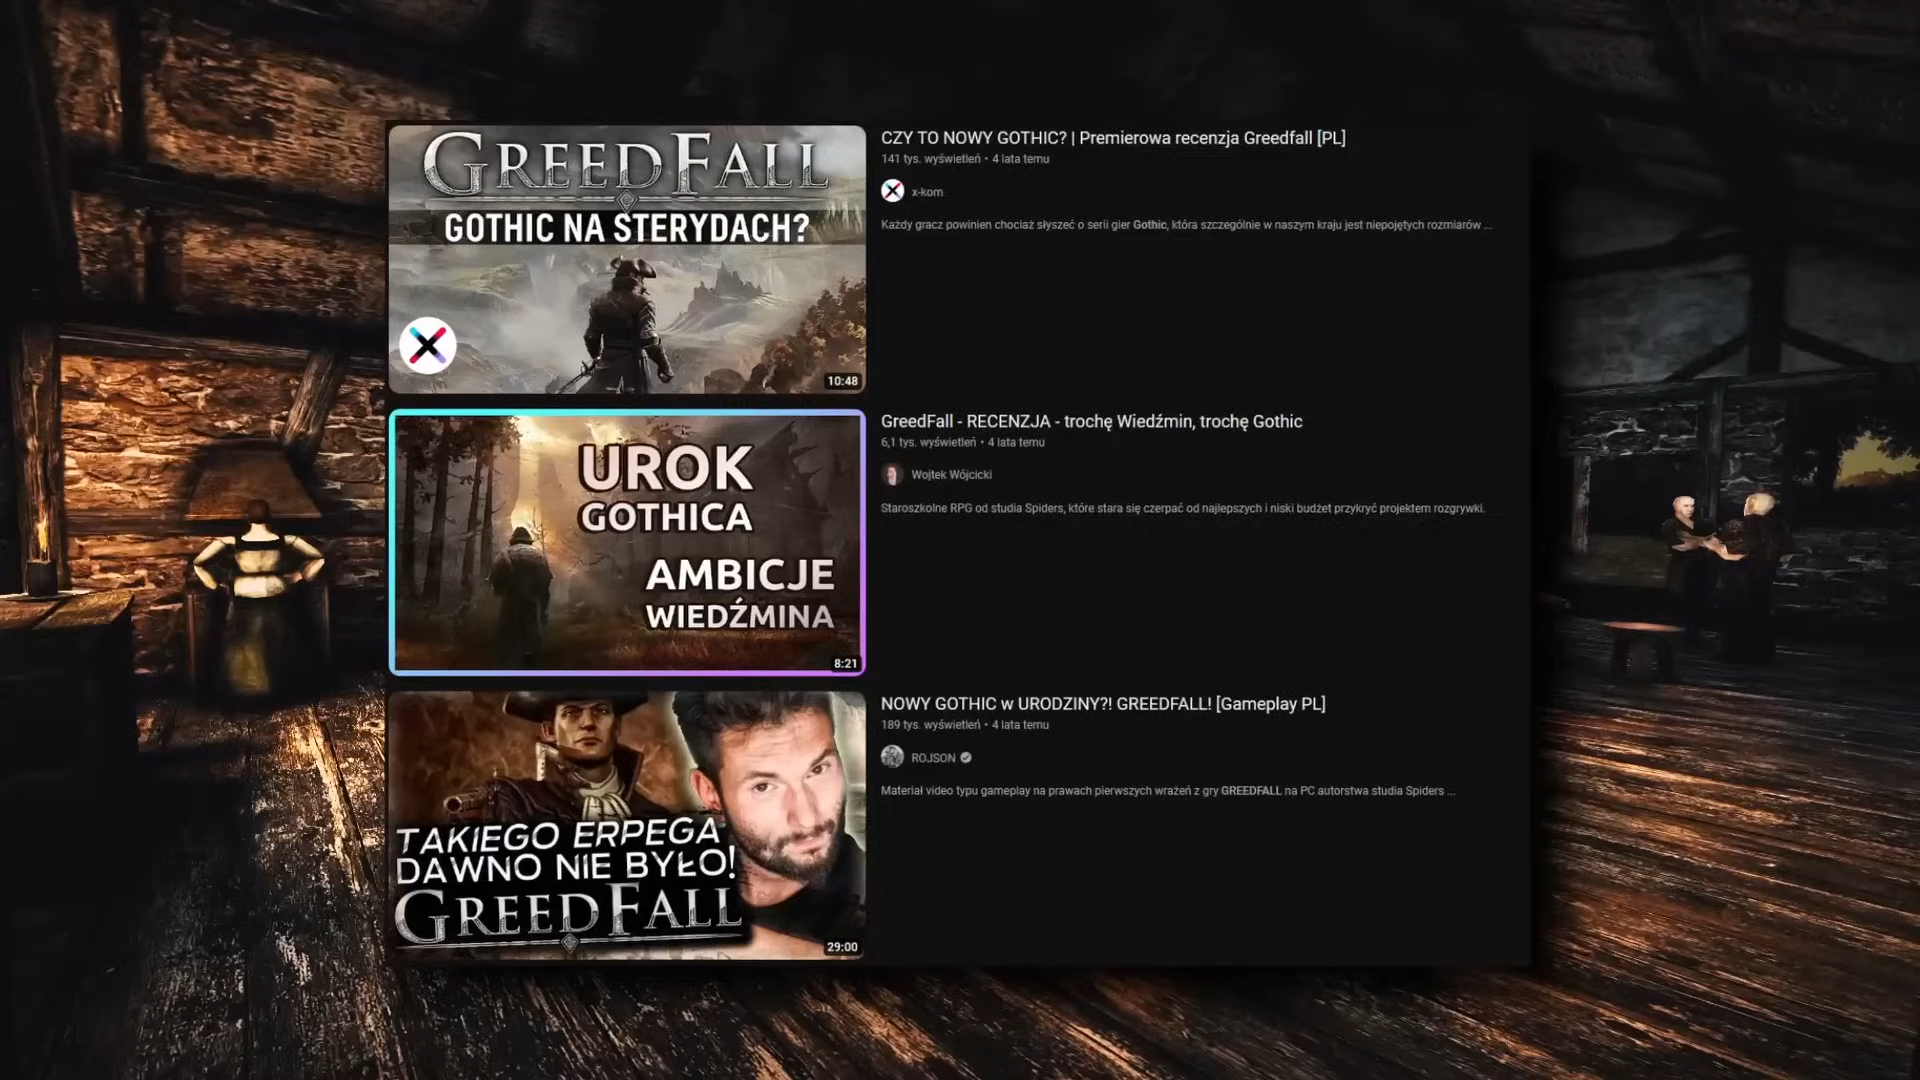 GREEDFALL
GOTHIC NA STERYDACH?
10:48
CZY TO NOWY GOTHIC? | Premierowa recenzja Greedfall [PL]
141 tys. wyświetleń • 4 lata temu
x-kom
Każdy gracz powinien chociaż słyszeć o serii gier Gothic, która szczególnie w naszym kraju jest niepojętych rozmiarów ...
UROK
GOTHICA
AMBICJE
WIEDŹMINA
8:21
GreedFall - RECENZJA - trochę Wiedźmin, trochę Gothic
6,1 tys. wyświetleń • 4 lata temu
Wojtek Wójcicki
Staroszkolne RPG od studia Spiders, które stara się czerpać od najlepszych i niski budżet przykryć projektem rozgrywki.
TAKIEGO ERPEGA
DAWNO NIE BYŁO!
GREEDFALL
29:00
NOWY GOTHIC w URODZINY?! GREEDFALL! [Gameplay PL]
189 tys. wyświetleń • 4 lata temu
ROJSON
Materiał video typu gameplay na prawach pierwszych wrażeń z gry GREEDFALL na PC autorstwa studia Spiders ...